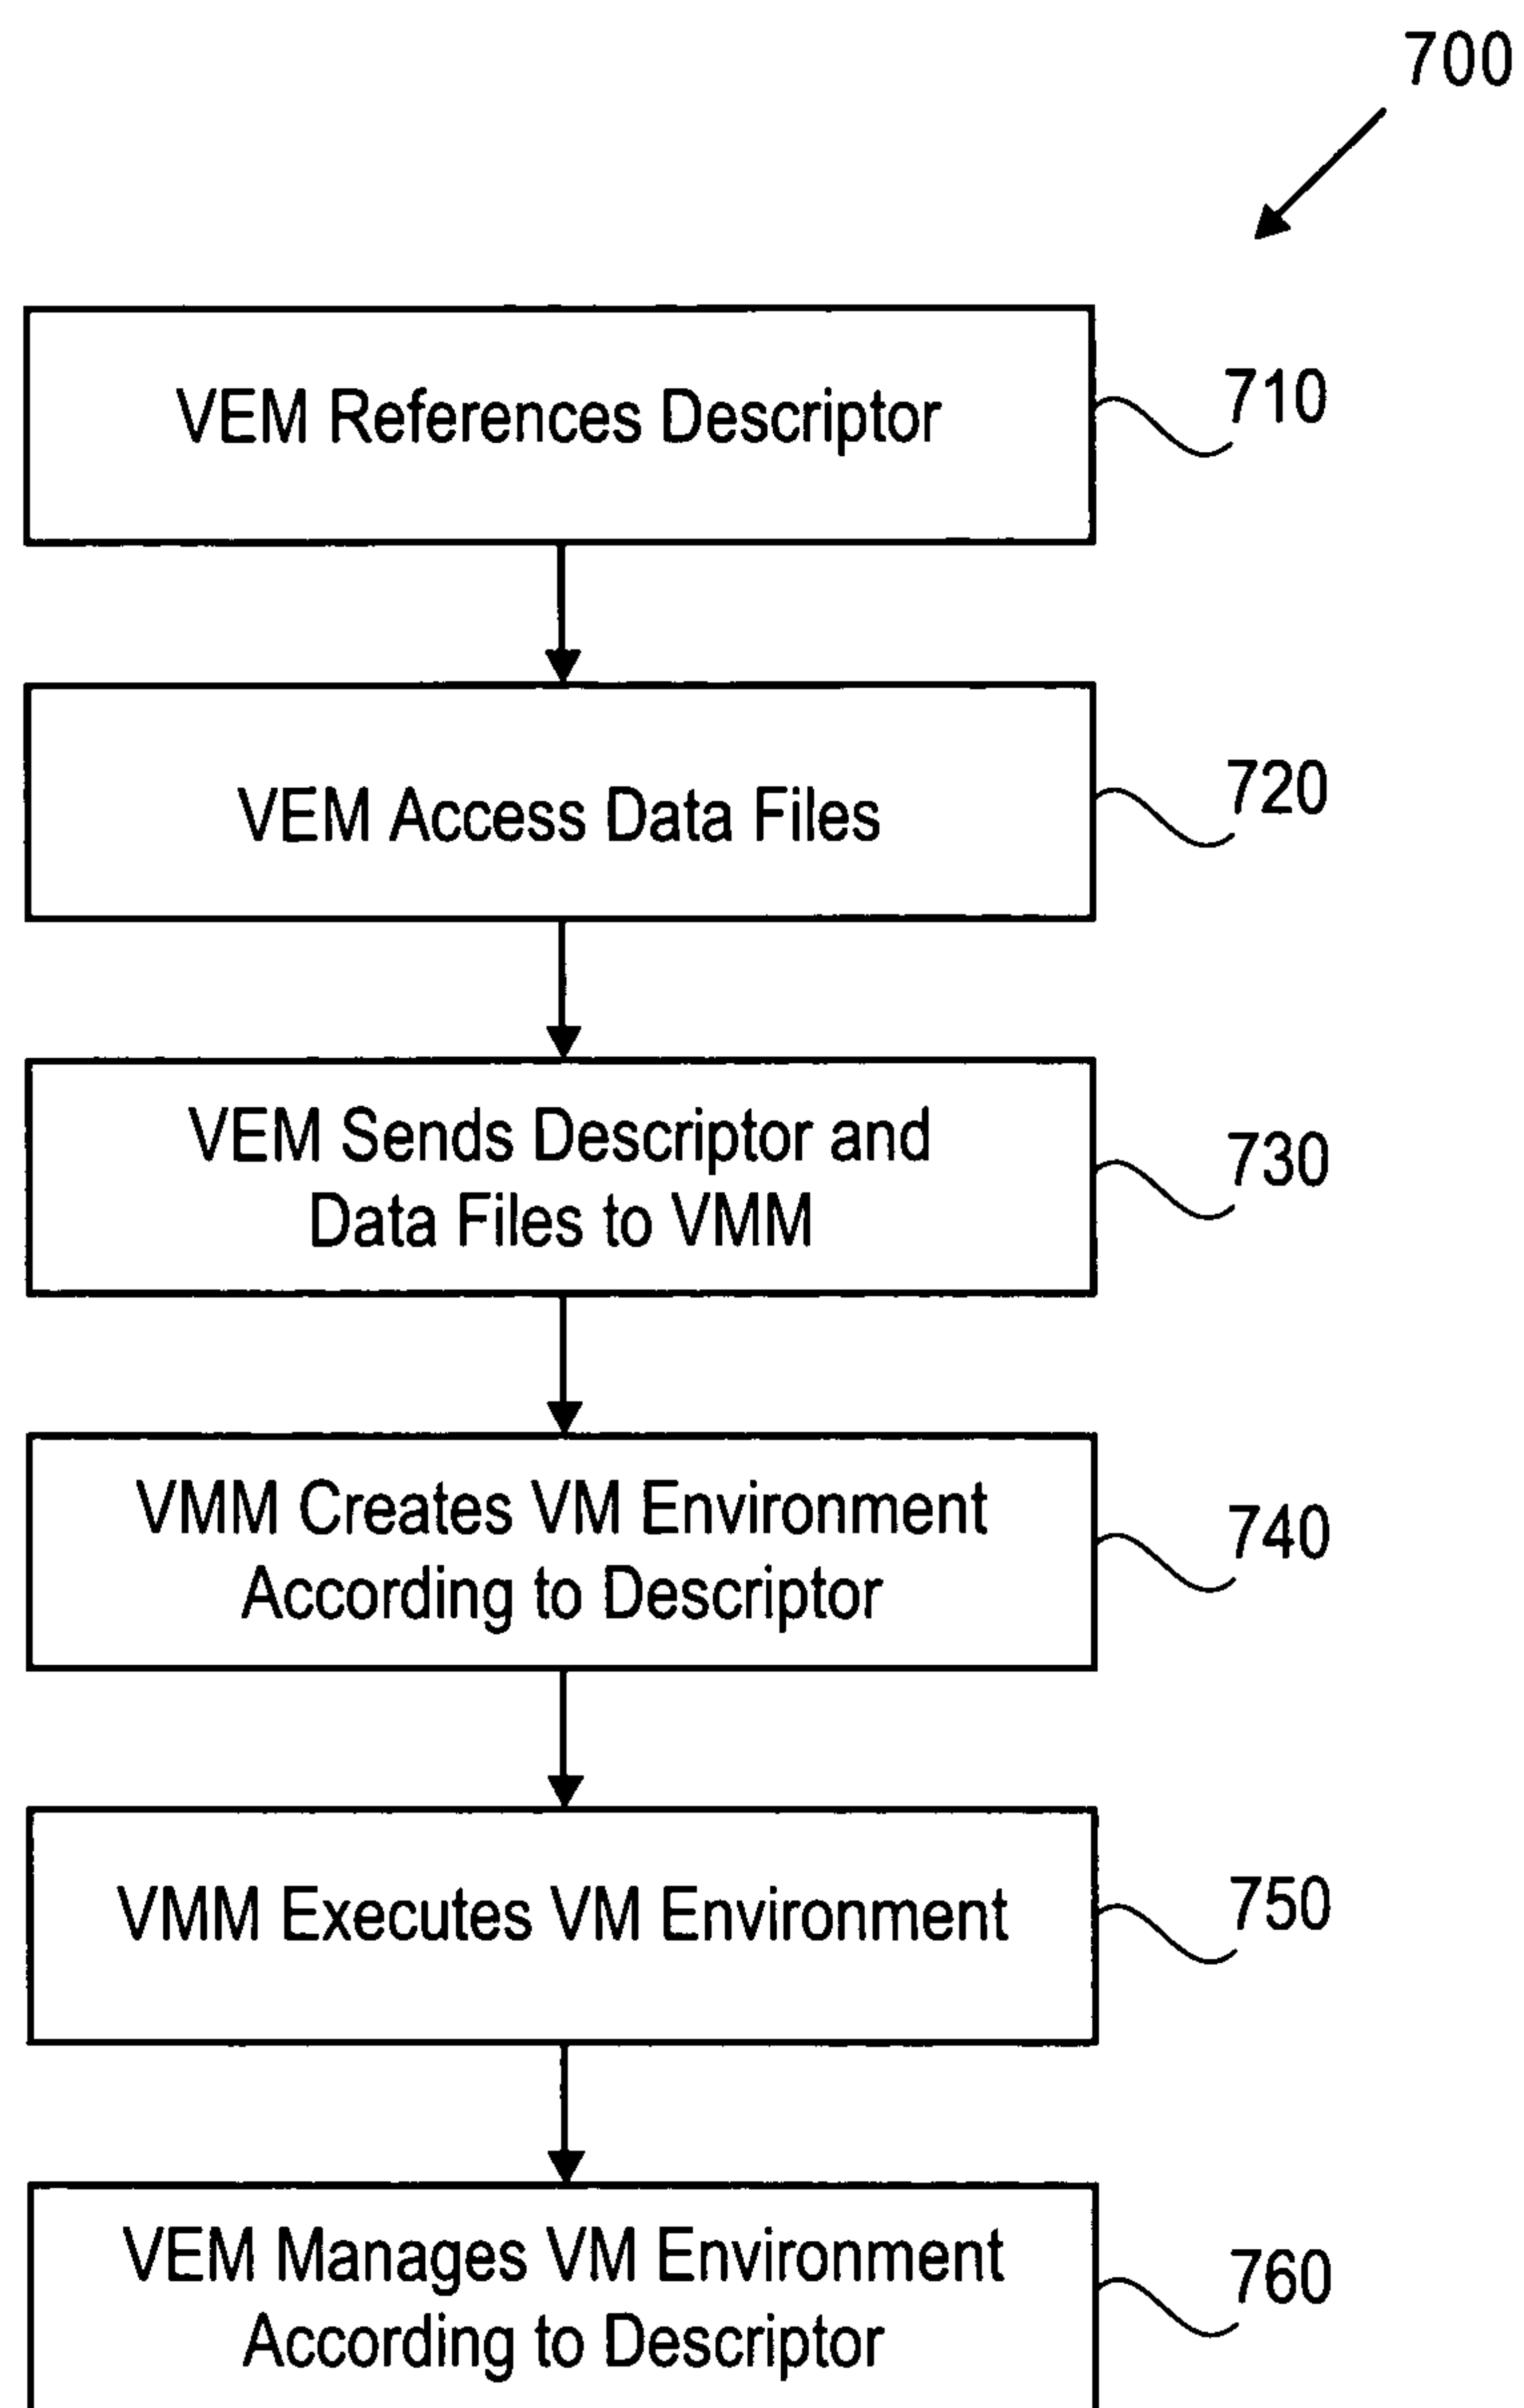 700
VEM References Descriptor
710
VEM Access Data Files
720
VEM Sends Descriptor and
Data Files to VMM
730
VMM Creates VM Environment
According to Descriptor
740
VMM Executes VM Environment
750
VEM Manages VM Environment
According to Descriptor
760